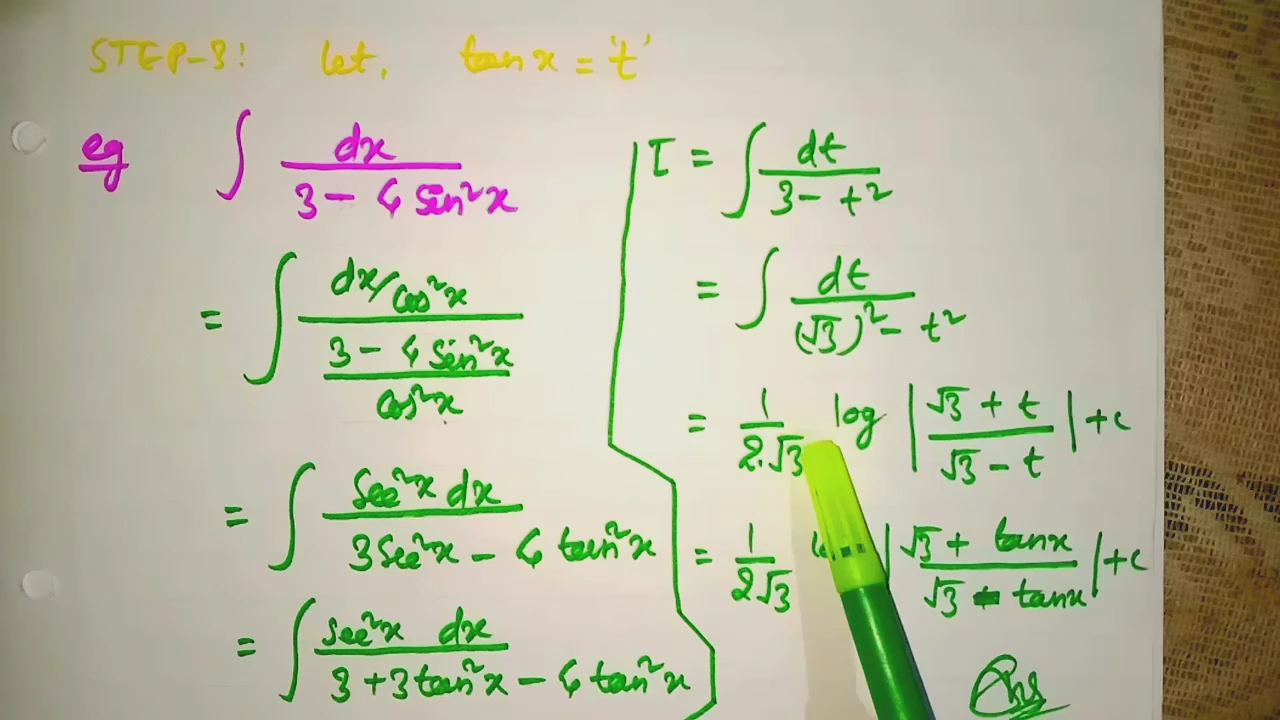 STEP-3: let, tan x = 't'
eg ∫ dx / (3 - 4 Sin²x)
= ∫ (dx/cos²x) / ((3 - 4 Sin²x) / cos²x)
= ∫ Sec²x dx / (3 Sec²x - 4 tan²x)
= ∫ Sec²x dx / (3 + 3 tan²x - 4 tan²x)
I = ∫ dt / (3 - t²)
= ∫ dt / ((√3)² - t²)
= 1 / (2.√3) log | (√3 + t) / (√3 - t) | + c
= 1 / (2√3) | (√3 + tan x) / (√3 - tan x) | + c
Ans